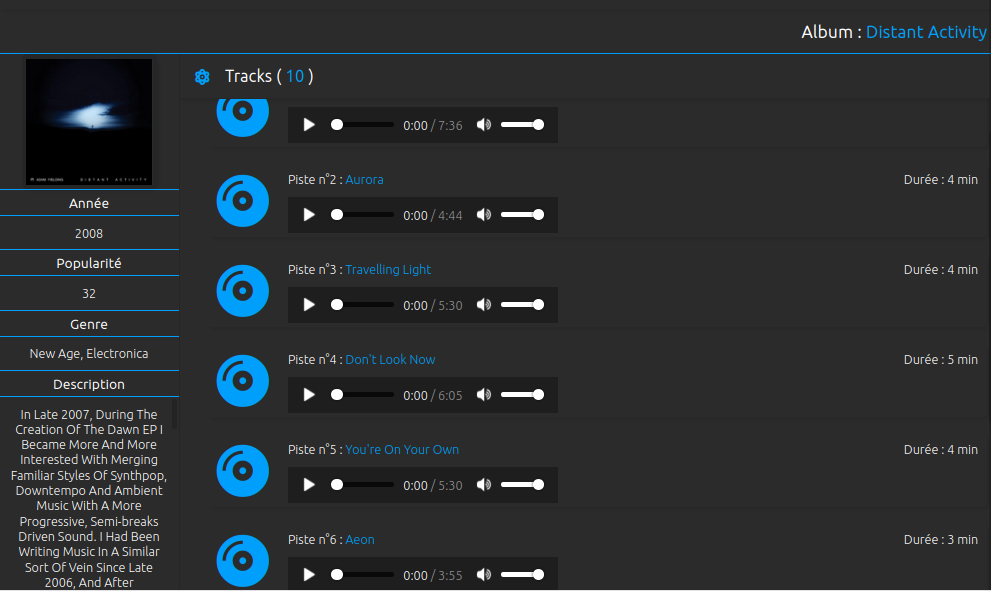 Album : Distant Activity
Tracks ( 10 )
DISTANT ACTIVITY
Année
2008
Popularité
32
Genre
New Age, Electronica
Description
In Late 2007, During The
Creation Of The Dawn EP I
Became More And More
Interested With Merging
Familiar Styles Of Synthpop,
Downtempo And Ambient
Music With A More
Progressive, Semi-breaks
Driven Sound. I Had Been
Writing Music In A Similar
Sort Of Vein Since Late
2006, And After
0:00 / 7:36
Piste n°2 : Aurora
Durée : 4 min
0:00 / 4:44
Piste n°3 : Travelling Light
Durée : 4 min
0:00 / 5:30
Piste n°4 : Don't Look Now
Durée : 5 min
0:00 / 6:05
Piste n°5 : You're On Your Own
Durée : 4 min
0:00 / 5:30
Piste n°6 : Aeon
Durée : 3 min
0:00 / 3:55